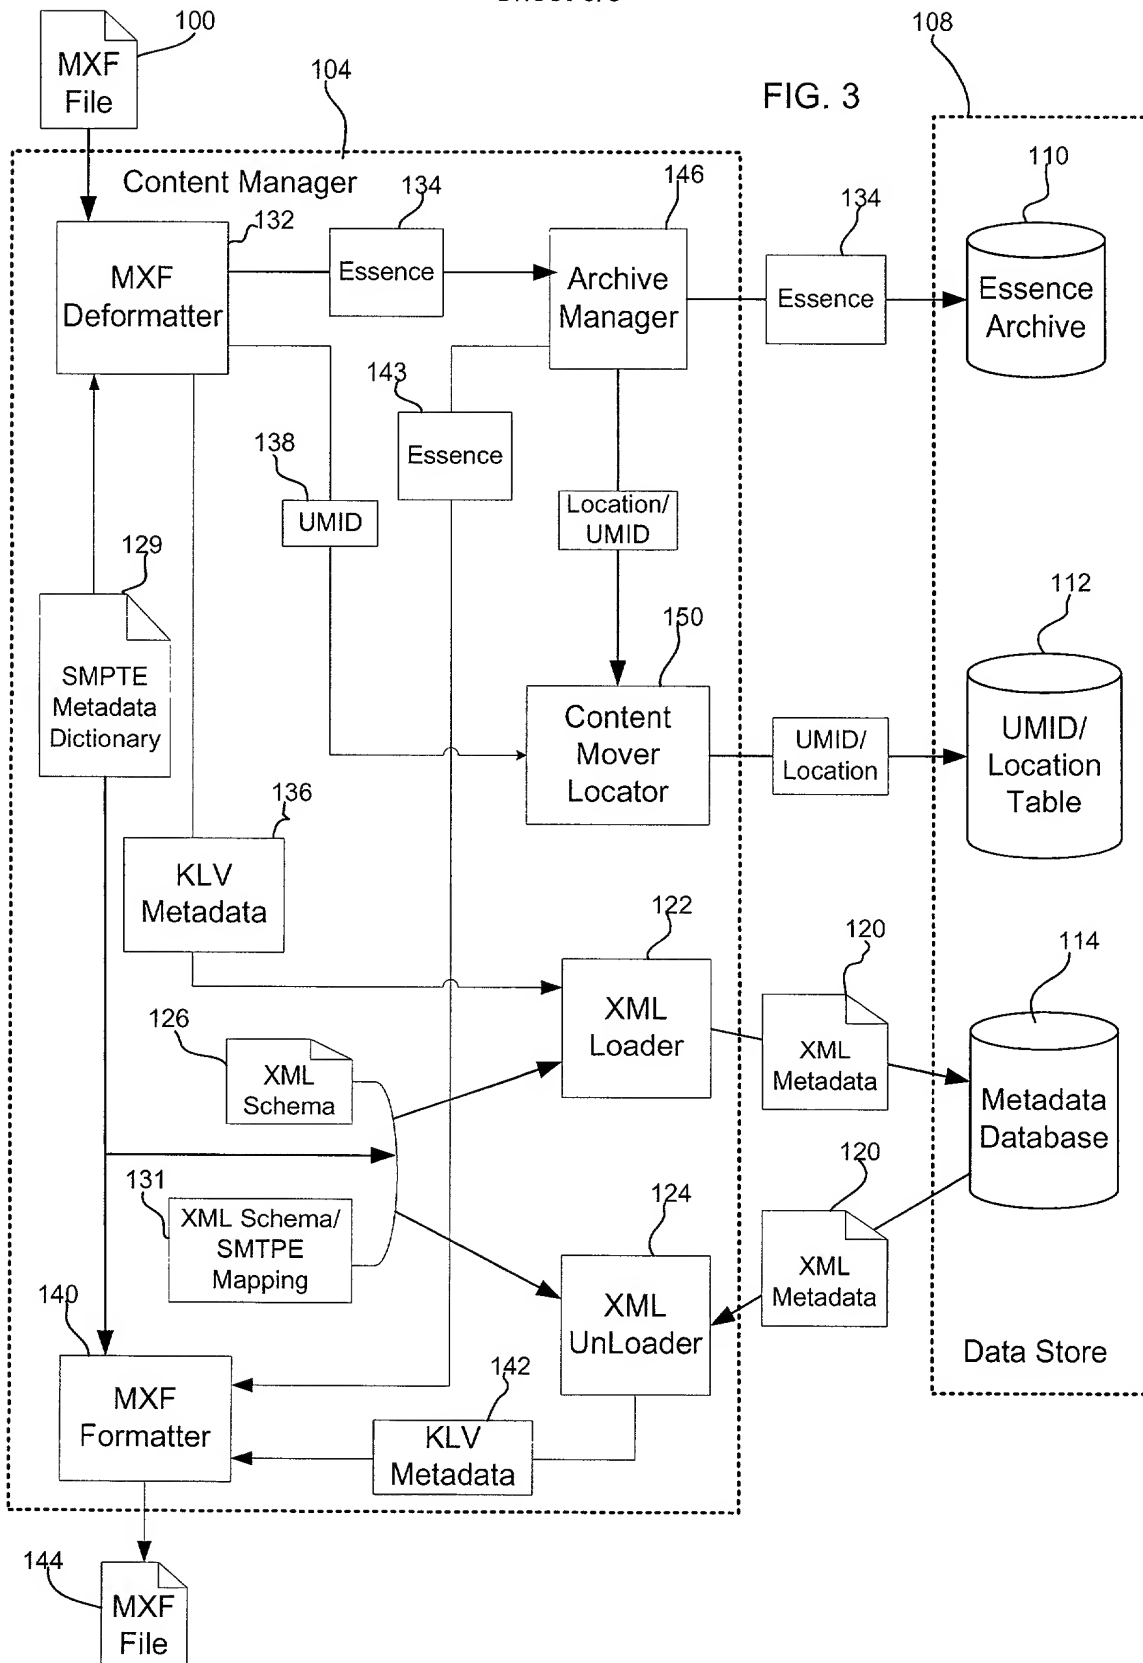 100
MXF
File
104
FIG. 3
108
Content Manager
132
134
146
134
110
MXF
Deformatter
Essence
Archive
Manager
Essence
Essence
Archive
143
Essence
138
UMID
Location/
UMID
129
SMPTE
Metadada
Dictionary
150
Content
Mover
Locator
UMID/
Location
112
UMID/
Location
Table
136
KLV
Metadata
122
XML
Loader
120
XML
Metadata
114
Metadata
Database
126
XML
Schema
131
XML Schema/
SMTPE
Mapping
124
XML
UnLoader
120
XML
Metadata
Data Store
140
MXF
Formatter
142
KLV
Metadata
144
MXF
File